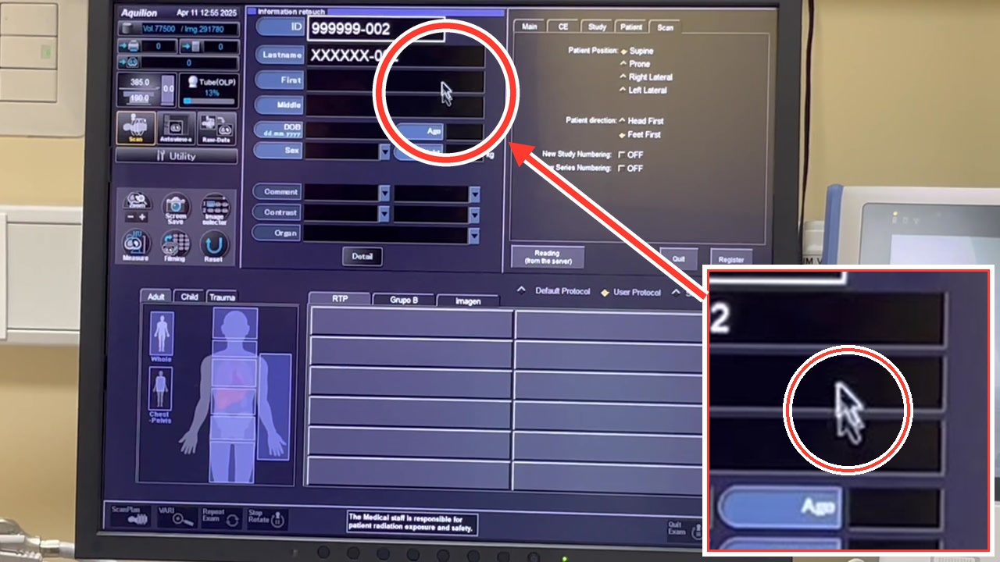 Aquilion Apr 11 12:55 2025
Vol.77500 / Img.291780
0 0
0
385.0
190.0
0.0
Tube(OLP)
13%
Scan
Autoview
Raw-Data
Utility
Zoom
Screen
Save
Image
selector
Measure
Filming
Reset
Information retouch
ID 999999-002
Lastname
First
Middle
DOB
dd.mm.yyyy
Age
Sex
kg
Comment
Contrast
Organ
Detail
Main CE Study Patient Scan
Patient Position: Supine
Prone
Right Lateral
Left Lateral
Patient direction: Head First
Feet First
New Study Numbering: OFF
Series Numbering: OFF
Reading
(from the server)
Quit
Register
Default Protocol User Protocol
Adult Child Trauma
Whole
Chest
-Pelvis
RTP Grupo B Imagen
ScanPlan
VARI
Repeat
Exam
Stop
Rotate
The Medical staff is responsible for
patient radiation exposure and safety.
Quit
Exam
2
Age